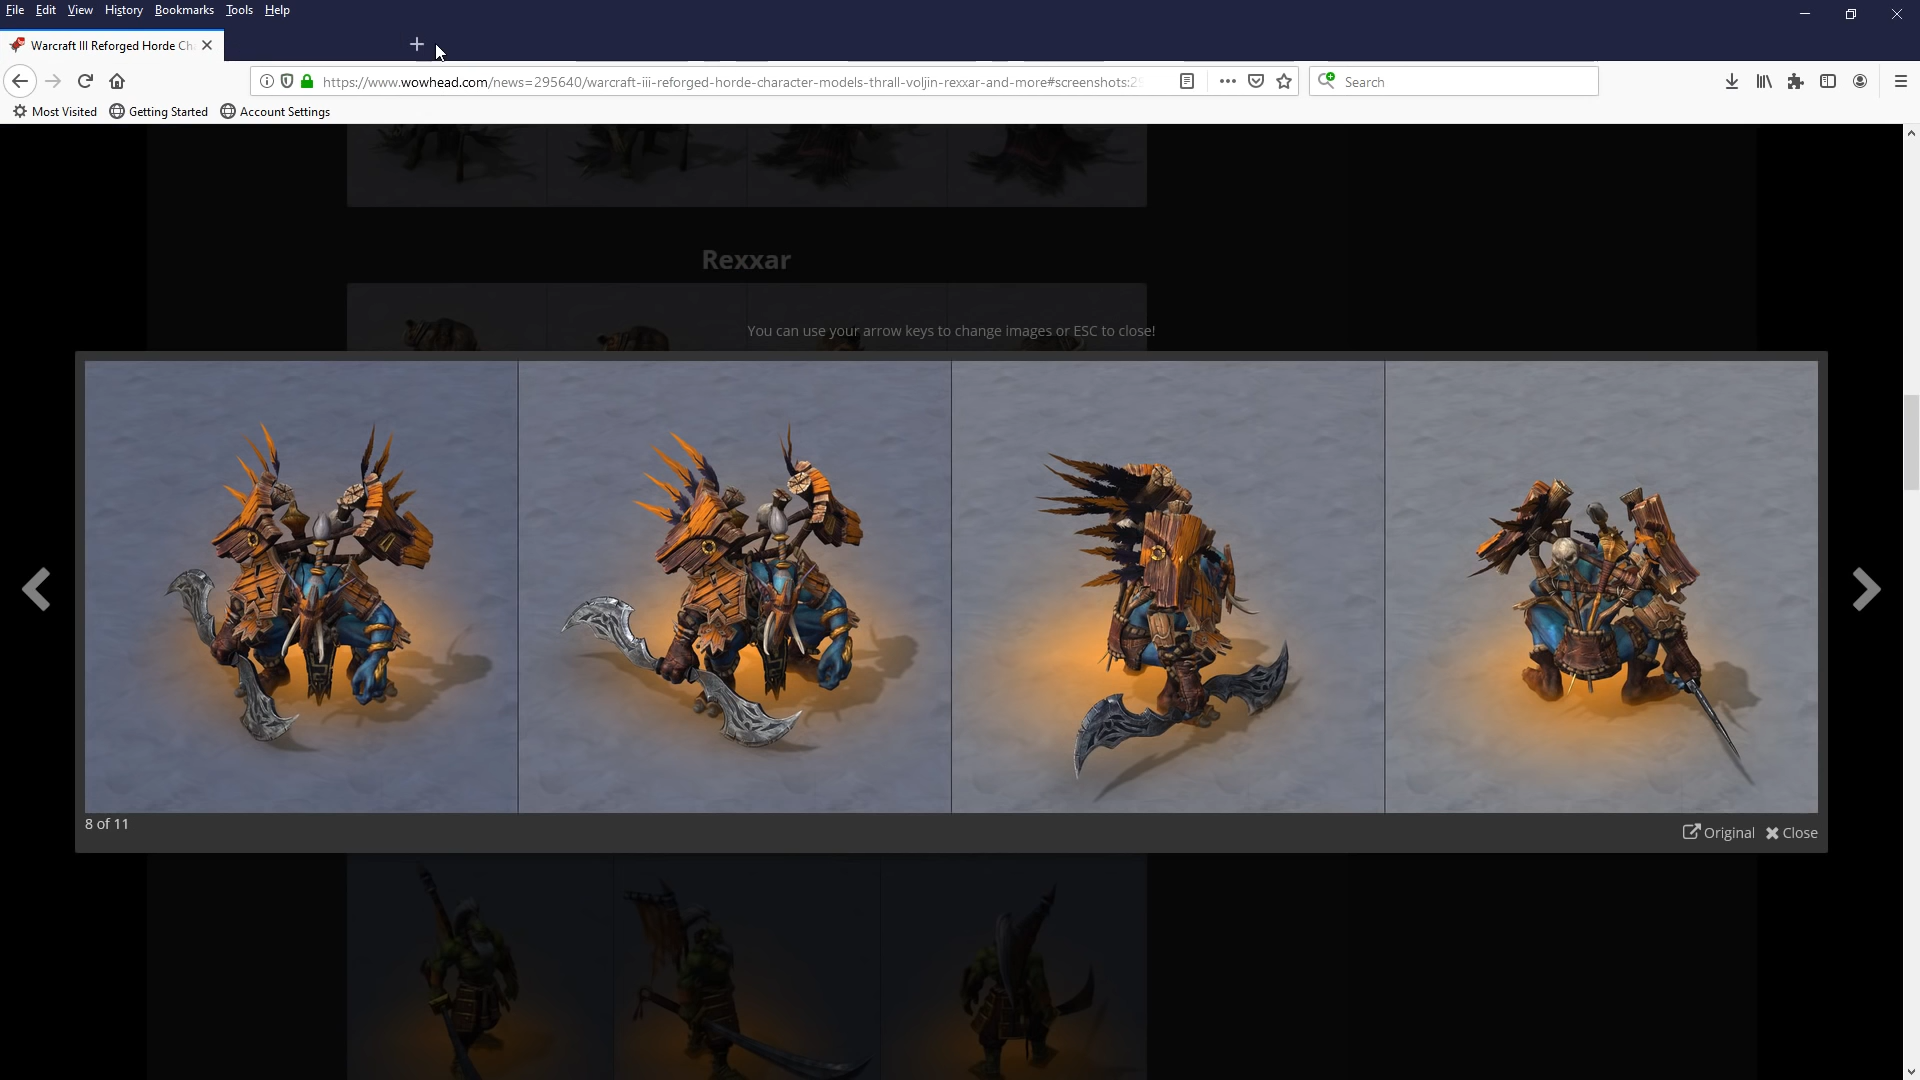 File Edit View History Bookmarks Tools Help
Warcraft III Reforged Horde Ch
https://www.wowhead.com/news=295640/warcraft-iii-reforged-horde-character-models-thrall-voljin-rexxar-and-more#screenshots:29
Search
Most Visited Getting Started Account Settings
Rexxar
You can use your arrow keys to change images or ESC to close!
8 of 11
Original Close